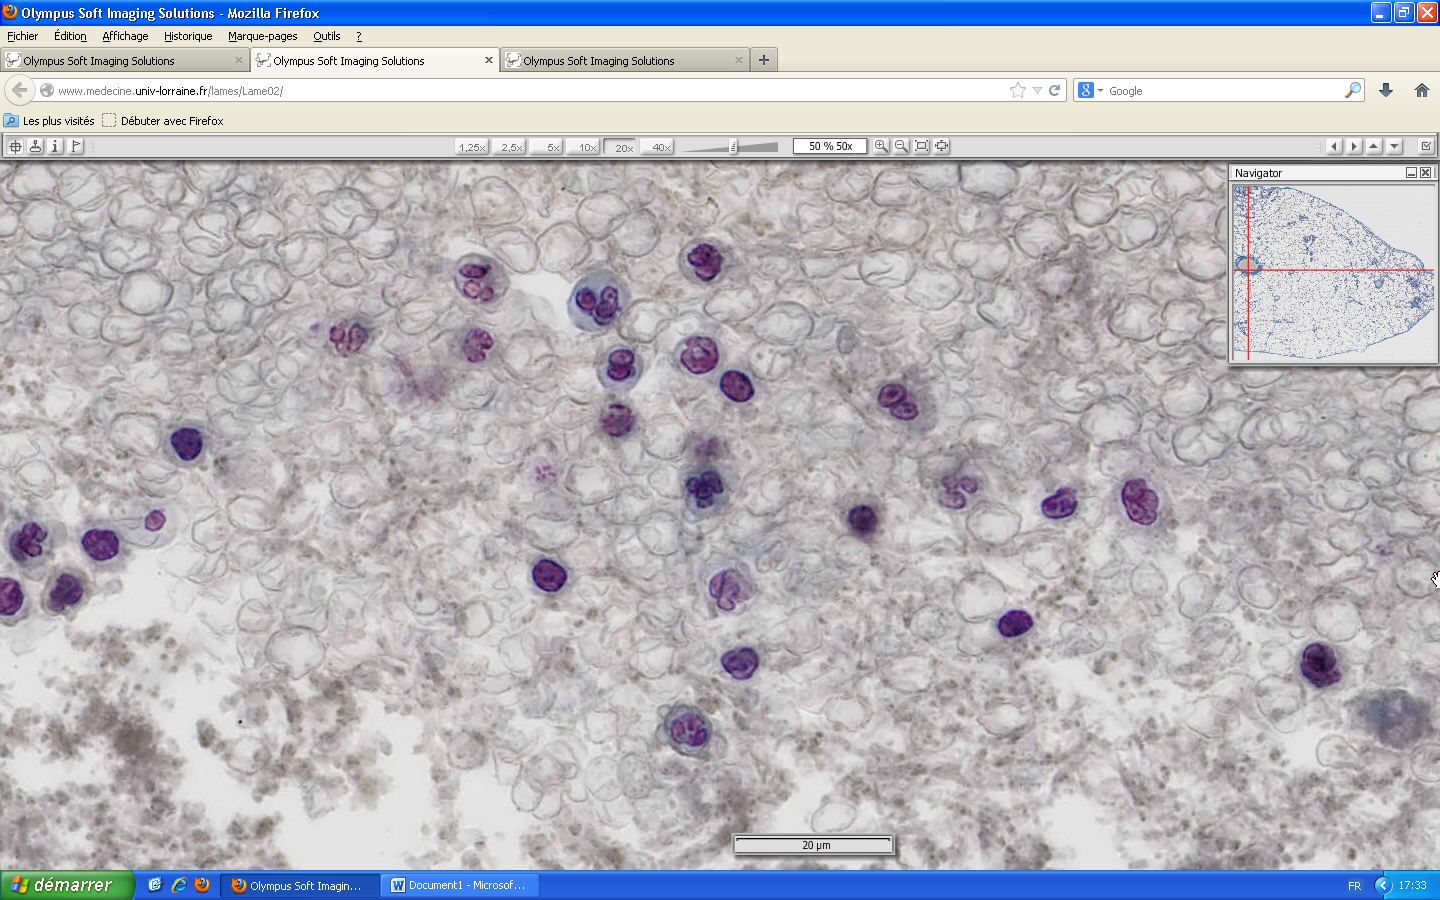 Olympus Soft Imaging Solutions - Mozilla Firefox
Fichier Édition Affichage Historique Marque-pages Outils ?
Olympus Soft Imaging Solutions Olympus Soft Imaging Solutions Olympus Soft Imaging Solutions
www.medecine.univ-lorraine.fr/lames/Lame02/ Google
Les plus visités Débuter avec Firefox
1,25x 2,5x 5x 10x 20x 40x 50 % 50x
Navigator
20 µm
démarrer Olympus Soft Imagin... Document1 - Microsof... FR 17:33